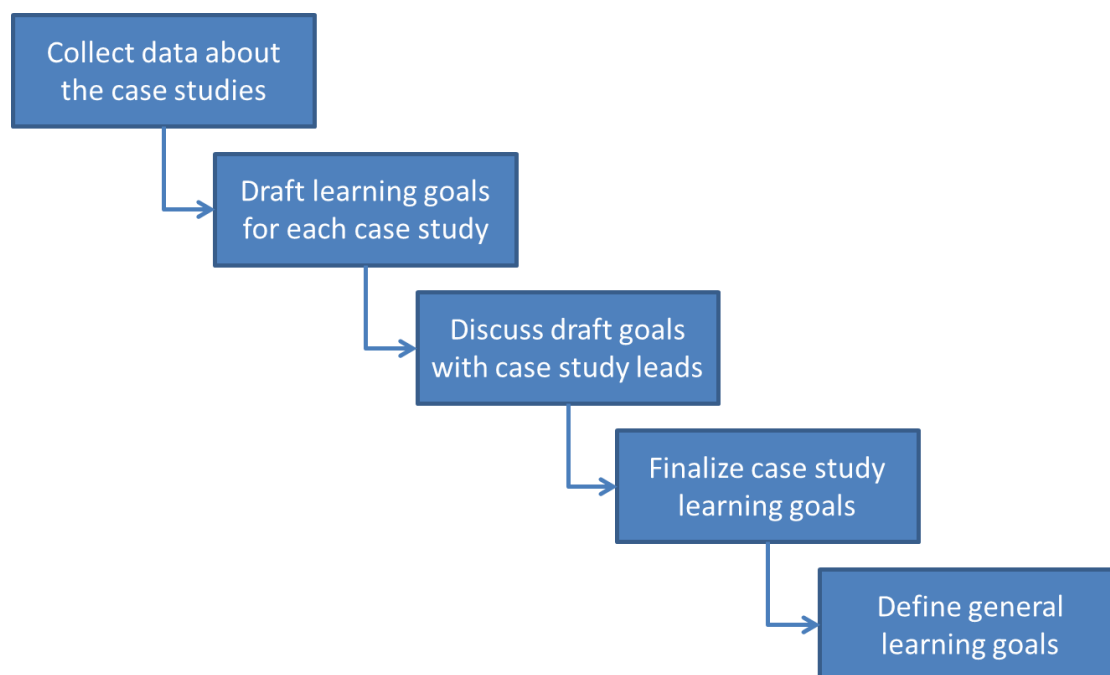 Collect data about
the case studies
Draft learning goals
for each case study
Discuss draft goals
with case study leads
Finalize case study
learning goals
Define general
learning goals